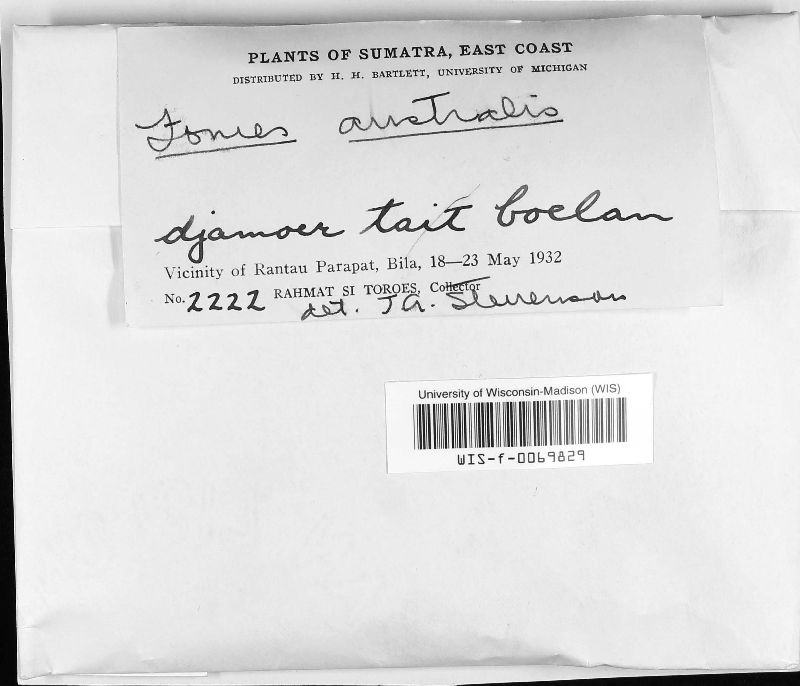 PLANTS OF SUMATRA, EAST COAST
DISTRIBUTED BY H. H. BARTLETT, UNIVERSITY OF MICHIGAN
Fomes australis
djamoer tait boelan
Vicinity of Rantau Parapat, Bila, 18—23 May 1932
No. 2222 RAHMAT SI TOROES, Collector
det. J A. Stevenson
University of Wisconsin-Madison (WIS)
WIS-f-0069829